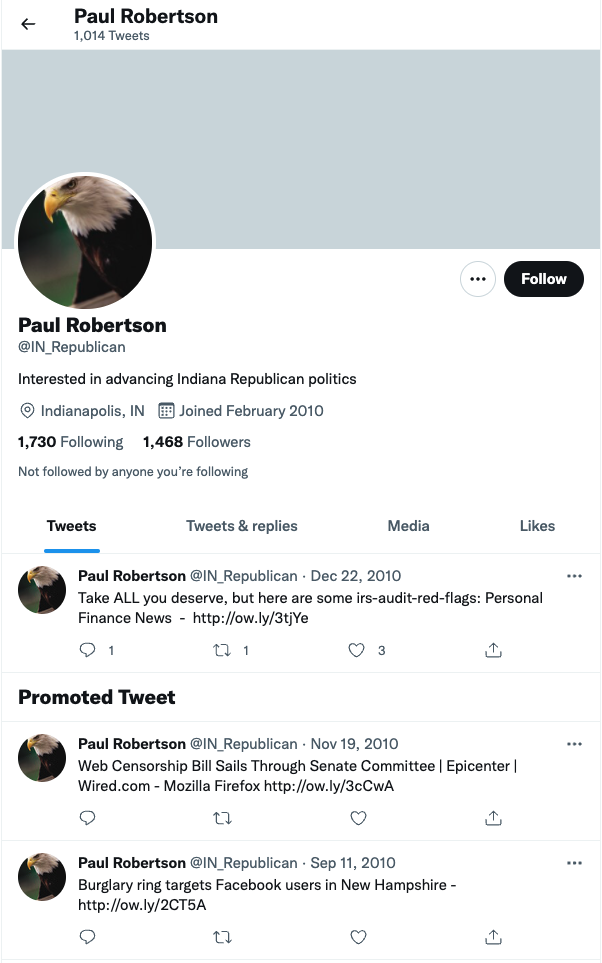 Paul Robertson
1,014 Tweets
Follow
Paul Robertson
@IN_Republican
Interested in advancing Indiana Republican politics
Indianapolis, IN Joined February 2010
1,730 Following 1,468 Followers
Not followed by anyone you're following
Tweets Tweets & replies Media Likes
Paul Robertson @IN_Republican · Dec 22, 2010
Take ALL you deserve, but here are some irs-audit-red-flags: Personal
Finance News - http://ow.ly/3tjYe
1 1 3
Promoted Tweet
Paul Robertson @IN_Republican · Nov 19, 2010
Web Censorship Bill Sails Through Senate Committee | Epicenter |
Wired.com - Mozilla Firefox http://ow.ly/3cCwA
Paul Robertson @IN_Republican · Sep 11, 2010
Burglary ring targets Facebook users in New Hampshire -
http://ow.ly/2CT5A